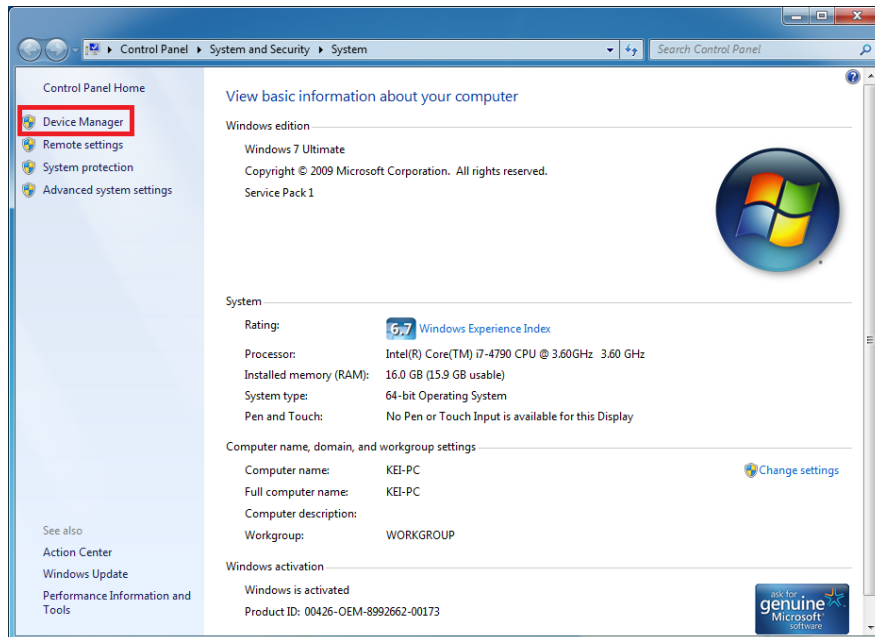 Control Panel ▸ System and Security ▸ System
Search Control Panel
Control Panel Home
Device Manager
Remote settings
System protection
Advanced system settings
See also
Action Center
Windows Update
Performance Information and
Tools
View basic information about your computer
Windows edition
Windows 7 Ultimate
Copyright © 2009 Microsoft Corporation. All rights reserved.
Service Pack 1
System
Rating: 6.7 Windows Experience Index
Processor: Intel(R) Core(TM) i7-4790 CPU @ 3.60GHz 3.60 GHz
Installed memory (RAM): 16.0 GB (15.9 GB usable)
System type: 64-bit Operating System
Pen and Touch: No Pen or Touch Input is available for this Display
Computer name, domain, and workgroup settings
Computer name: KEI-PC
Change settings
Full computer name: KEI-PC
Computer description:
Workgroup: WORKGROUP
Windows activation
Windows is activated
Product ID: 00426-OEM-8992662-00173
ask for
genuine
Microsoft
software